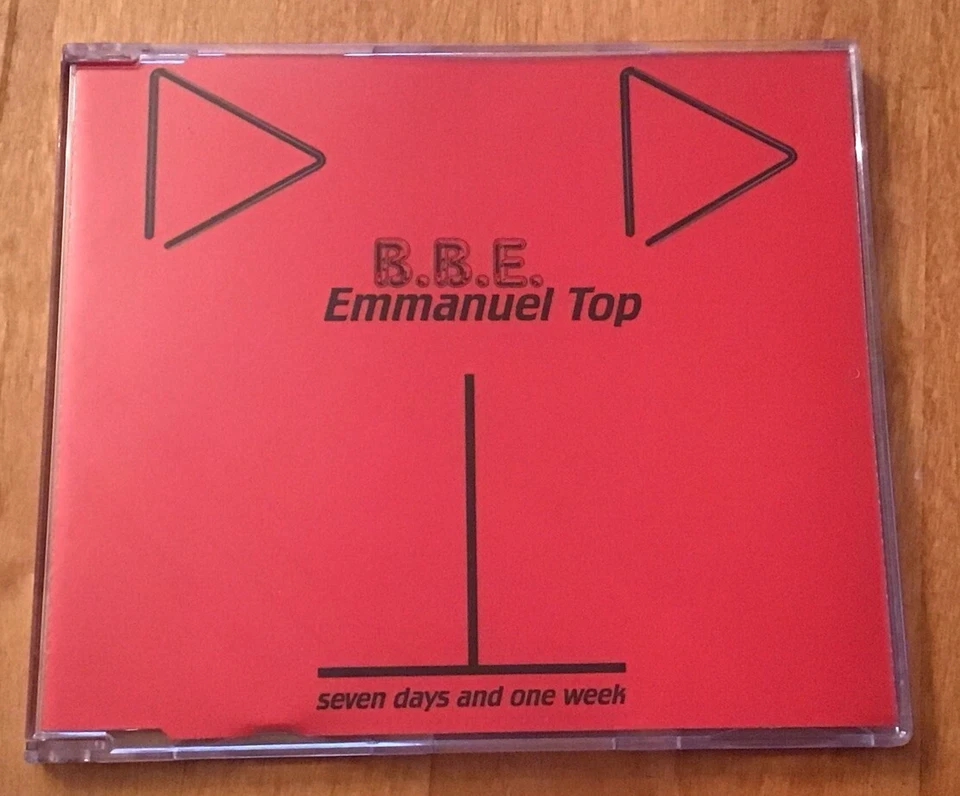 B.B.E.
Emmanuel Top
seven days and one week